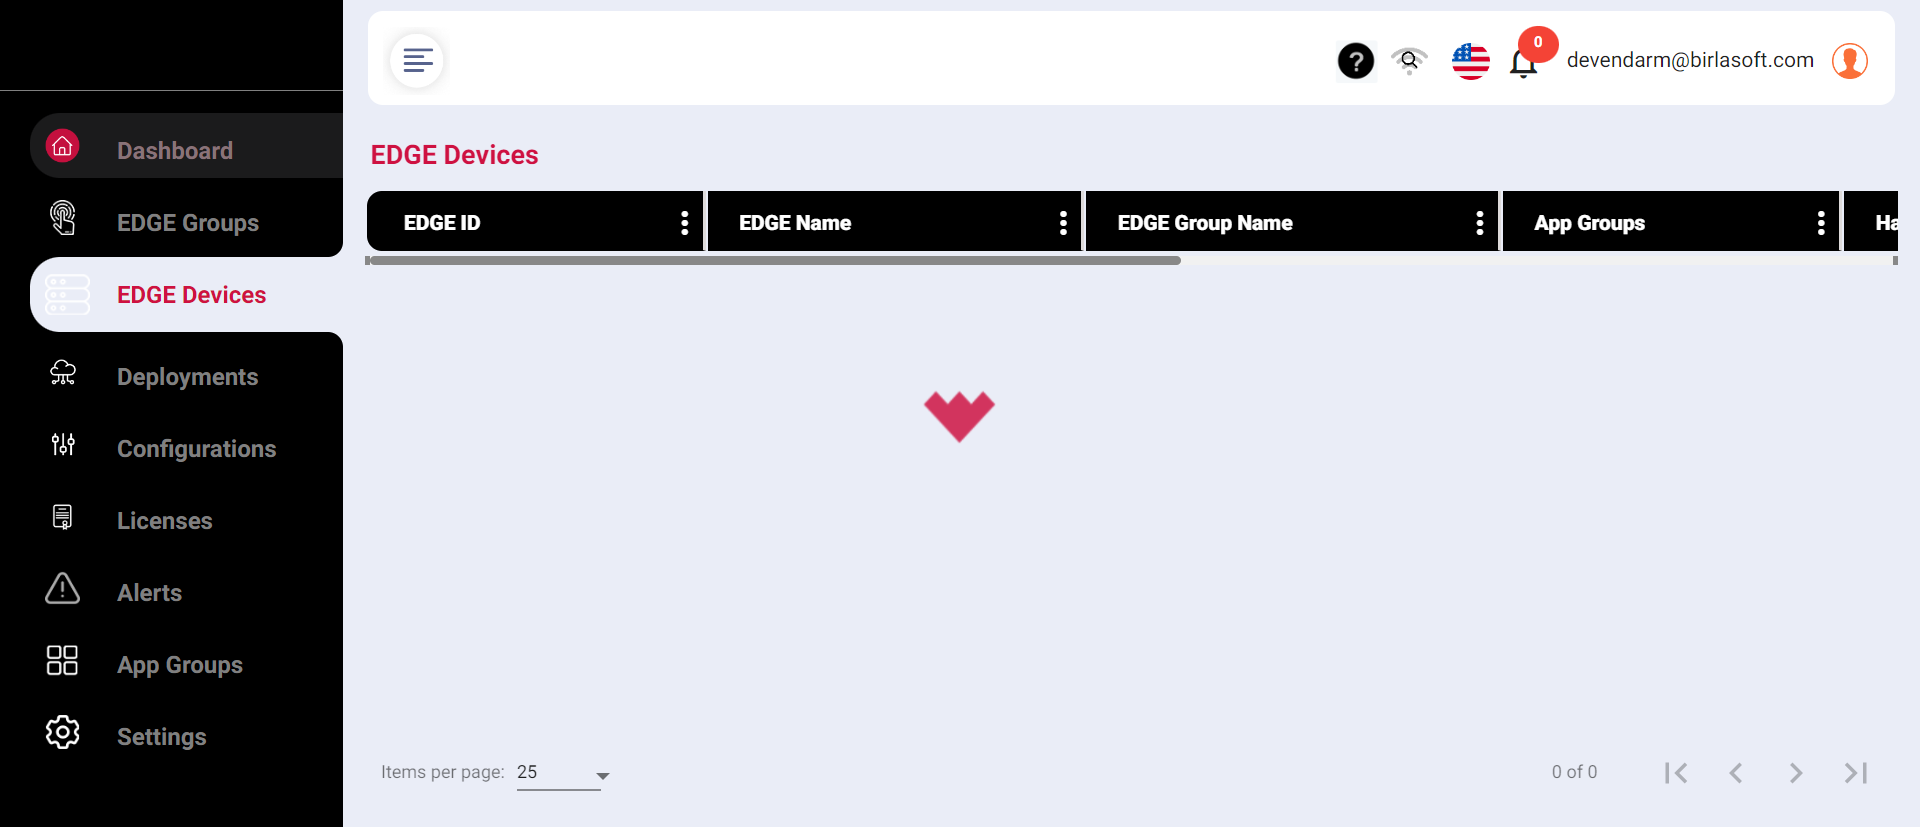 ?
0
devendarm@birlasoft.com
Dashboard
EDGE Groups
EDGE Devices
Deployments
Configurations
Licenses
Alerts
App Groups
Settings
EDGE Devices
EDGE ID EDGE Name EDGE Group Name App Groups Ha
Items per page: 25
0 of 0